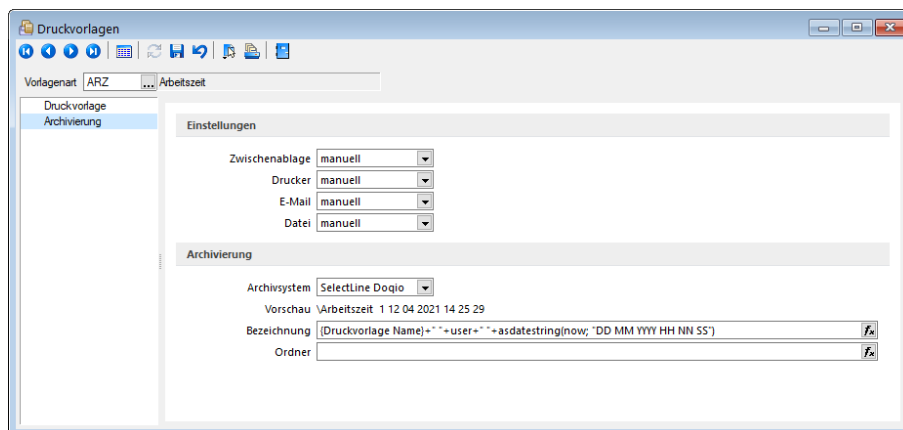 Druckvorlagen
Vorlagenart ARZ ... Arbeitszeit
Druckvorlage
Archivierung
Einstellungen
Zwischenablage manuell
Drucker manuell
E-Mail manuell
Datei manuell
Archivierung
Archivsystem SelectLine Doqio
Vorschau \Arbeitszeit 1 12 04 2021 14 25 29
Bezeichnung {Druckvorlage Name}+" "+user+" "+asdatestring(now; "DD MM YYYY HH NN SS") fx
Ordner fx